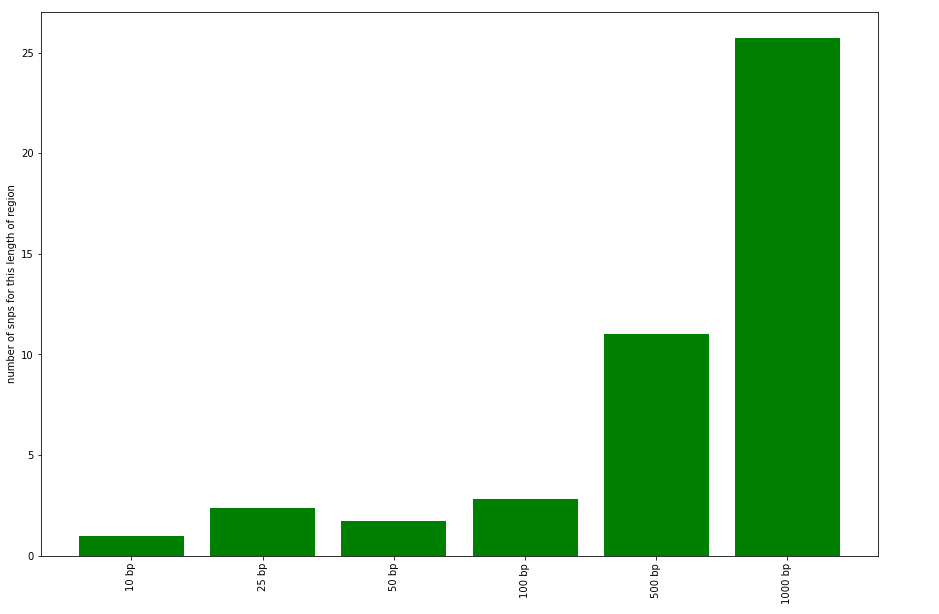 number of snps for this length of region
25
20
15
10
5
0
10 bp
25 bp
50 bp
100 bp
500 bp
1000 bp